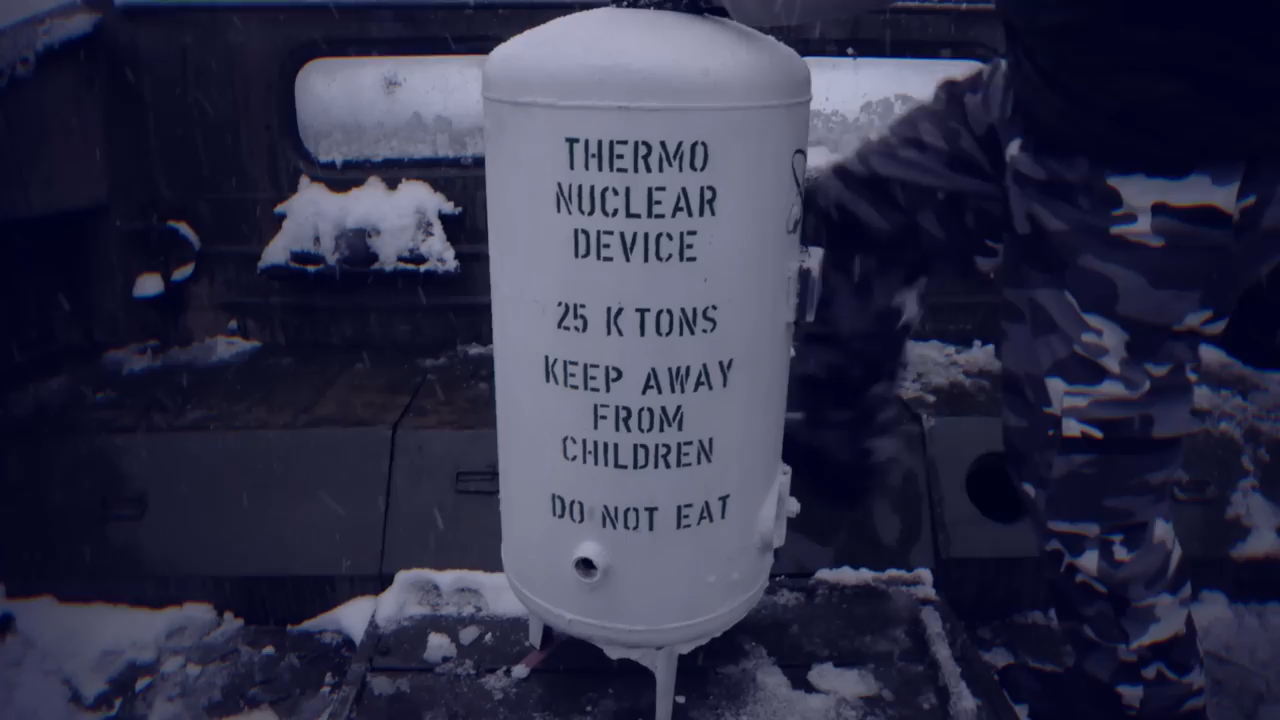 THERMO
NUCLEAR
DEVICE
25 K TONS
KEEP AWAY
FROM
CHILDREN
DO NOT EAT